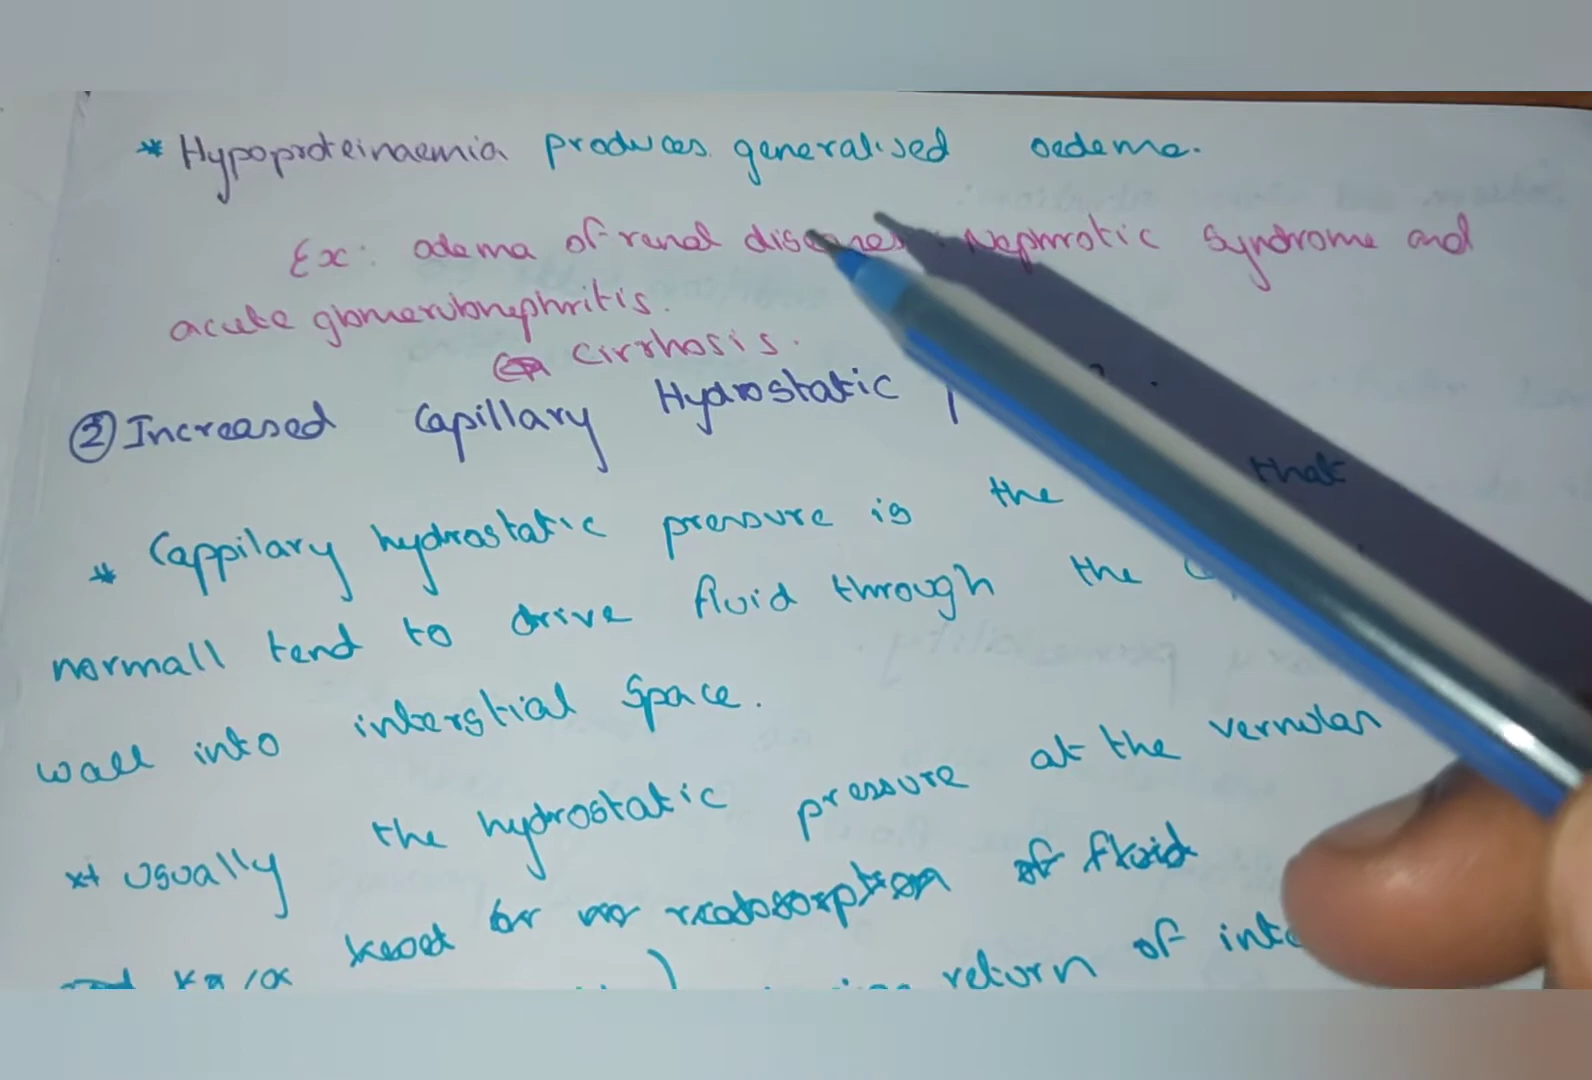 * Hypoproteinaemia produces generalised oedema.
Ex: odema of renal diseases. Nephrotic Syndrome and
acute glomerulonephritis.
cirrhosis.
② Increased Capillary Hydrostatic
* Cappilary hydrostatic pressure is the that
normall tend to drive fluid through the
wall into interstial Space.
** Usually the hydrostatic pressure at the vernular
reabsorption of fluid
return of